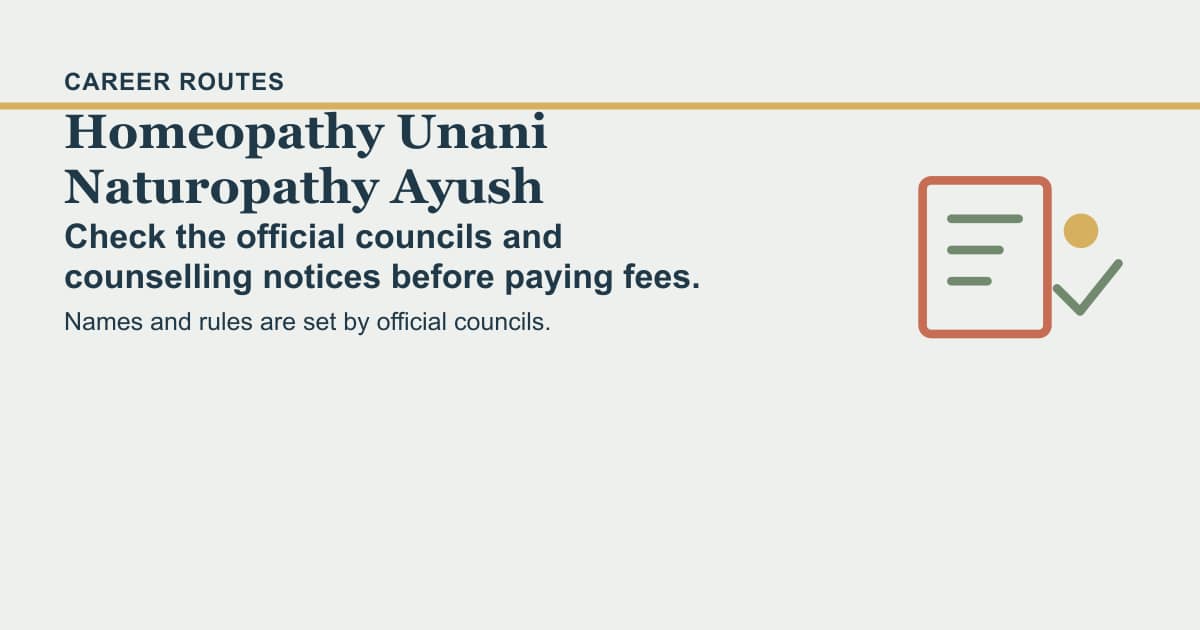 CAREER ROUTES
Homeopathy Unani
Naturopathy Ayush
Check the official councils and
counselling notices before paying fees.
Names and rules are set by official councils.